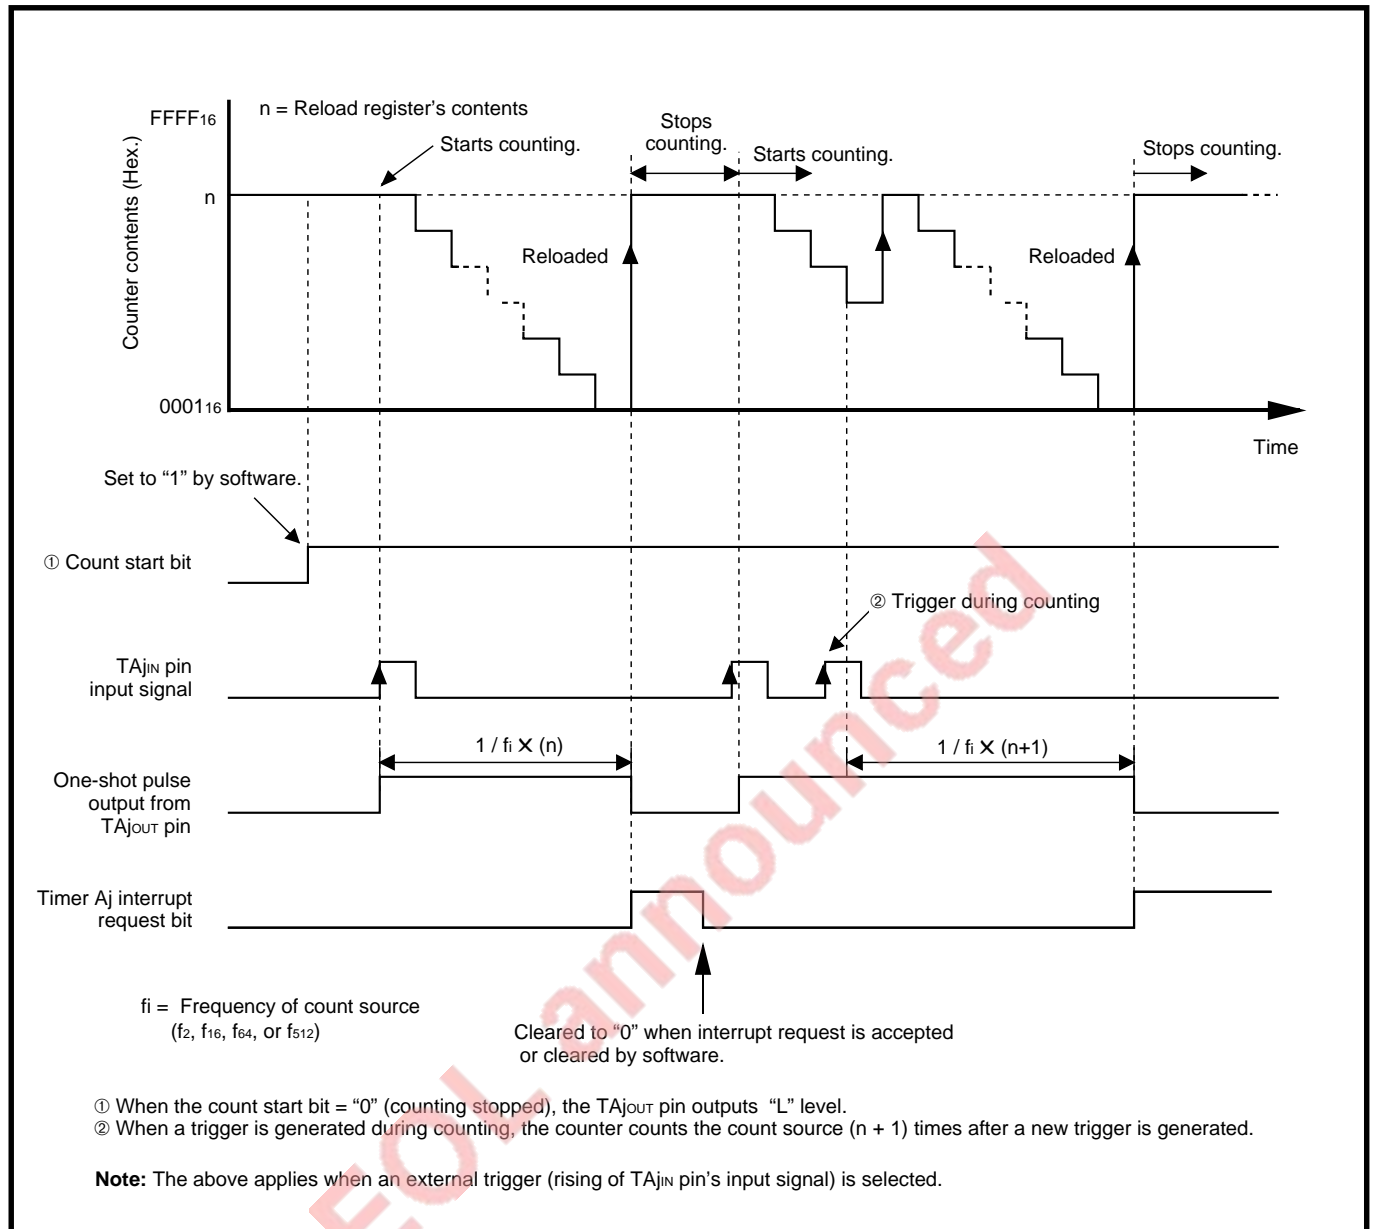 FFFF16
n = Reload register's contents
Counter contents (Hex.)
Starts counting.
Stops
counting.
Starts counting.
Stops counting.
n
Reloaded
Reloaded
000116
Time
Set to “1” by software.
① Count start bit
② Trigger during counting
TAjIN pin
input signal
1 / fi X (n)
1 / fi X (n+1)
One-shot pulse
output from
TAjOUT pin
Timer Aj interrupt
request bit
fi = Frequency of count source
(f2, f16, f64, or f512)
Cleared to “0” when interrupt request is accepted
or cleared by software.
① When the count start bit = “0” (counting stopped), the TAjOUT pin outputs “L” level.
② When a trigger is generated during counting, the counter counts the count source (n + 1) times after a new trigger is generated.
Note: The above applies when an external trigger (rising of TAjIN pin's input signal) is selected.
EOL announced